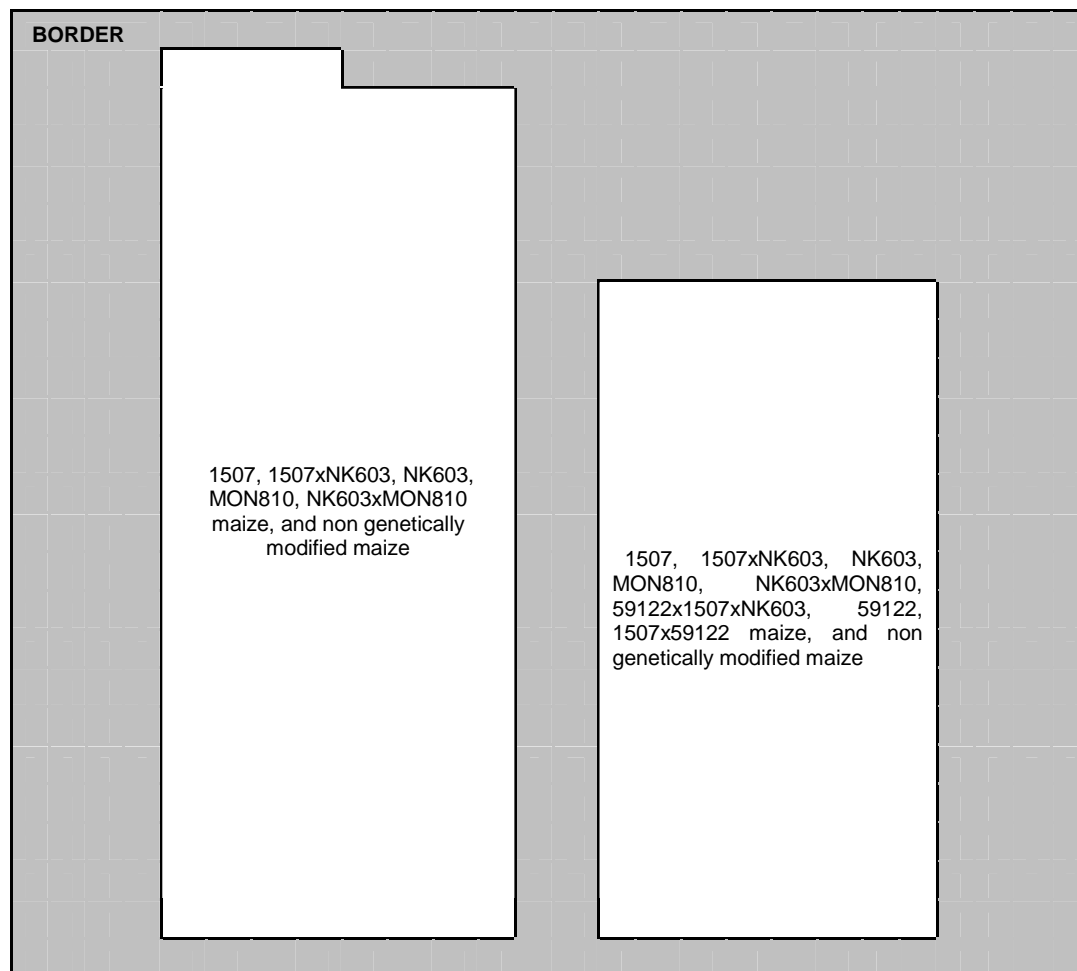 BORDER
1507, 1507xNK603, NK603,
MON810, NK603xMON810
maize, and non genetically
modified maize
1507, 1507xNK603, NK603,
MON810, NK603xMON810,
59122x1507xNK603, 59122,
1507x59122 maize, and non
genetically modified maize